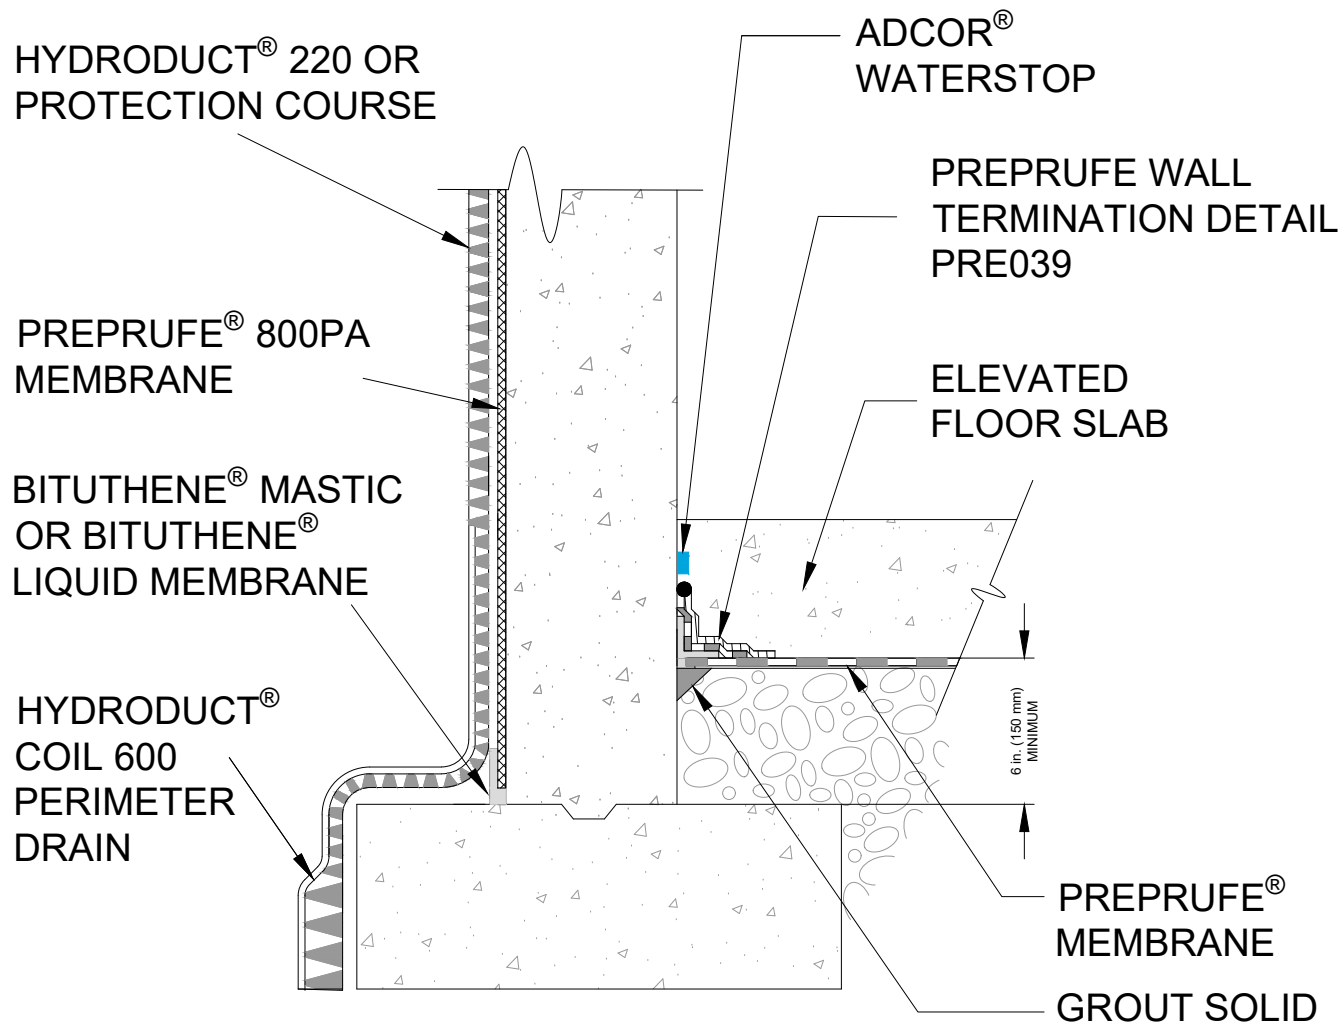 HYDRODUCT® 220 OR
PROTECTION COURSE
ADCOR®
WATERSTOP
PREPRUFE WALL
TERMINATION DETAIL
PRE039
PREPRUFE® 800PA
MEMBRANE
ELEVATED
FLOOR SLAB
BITUTHENE® MASTIC
OR BITUTHENE®
LIQUID MEMBRANE
HYDRODUCT®
COIL 600
PERIMETER
DRAIN
6 in. (150 mm)
MINIMUM
PREPRUFE®
MEMBRANE
GROUT SOLID